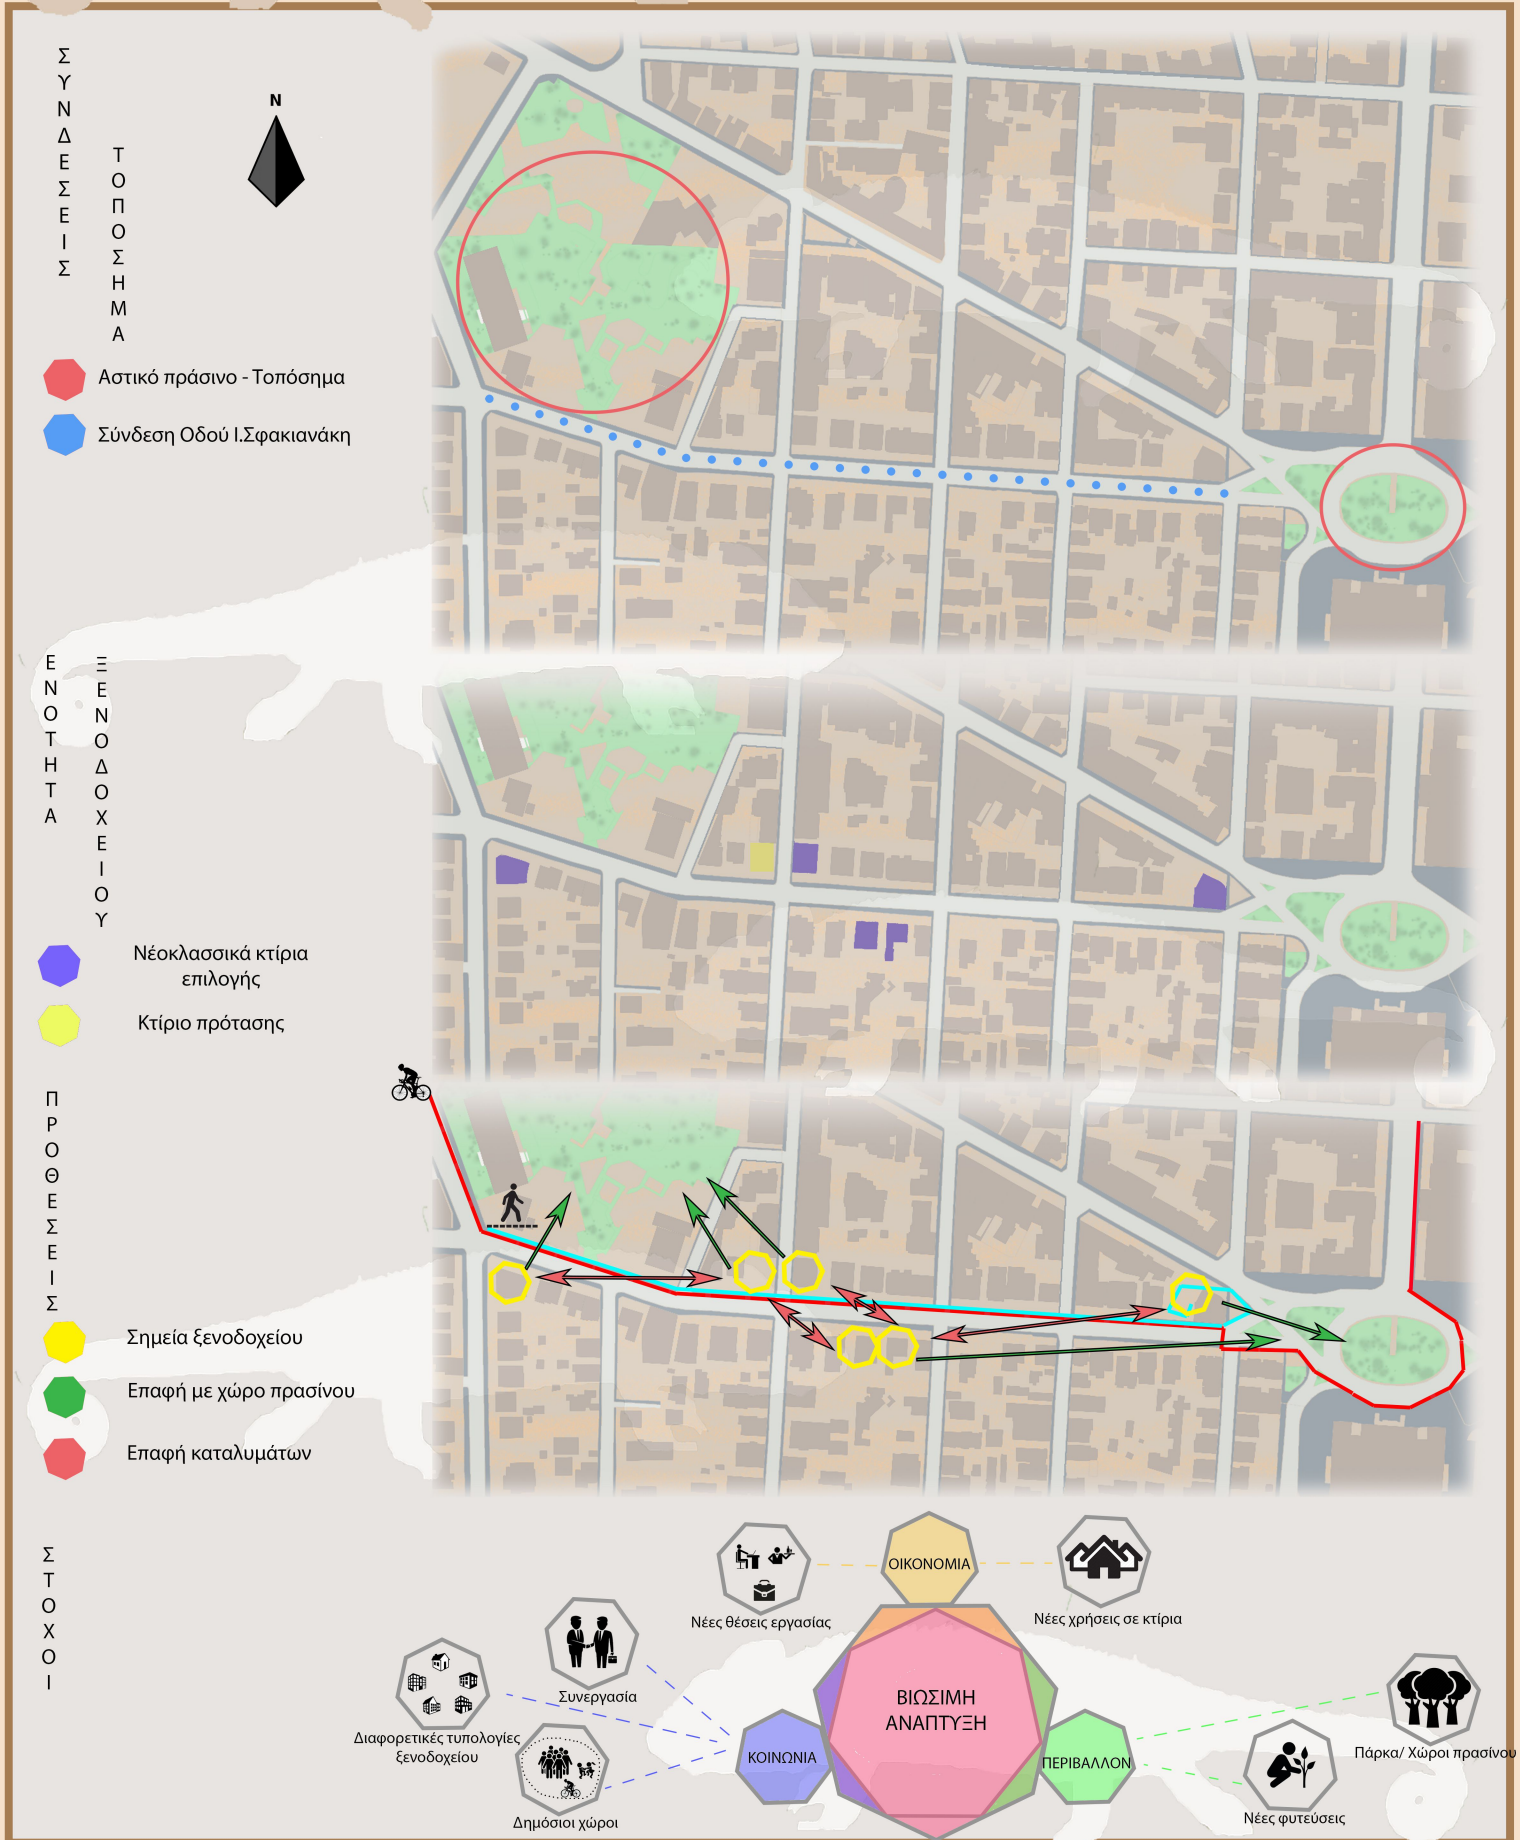 ΣΥΝΔΕΣΕΙΣ
ΤΟΠΟΣΗΜΑ
N
Αστικό πράσινο - Τοπόσημα
Σύνδεση Οδού Ι.Σφακιανάκη
ΕΝΟΤΗΤΑ
ΞΕΝΟΔΟΧΕΙΟΥ
Νέοκλασσικά κτίρια
επιλογής
Κτίριο πρότασης
ΠΡΟΘΕΣΕΙΣ
Σημεία ξενοδοχείου
Επαφή με χώρο πρασίνου
Επαφή καταλυμάτων
ΣΤΟΧΟΙ
ΟΙΚΟΝΟΜΙΑ
Νέες θέσεις εργασίας
Νέες χρήσεις σε κτίρια
Συνεργασία
Διαφορετικές τυπολογίες
ξενοδοχείου
Δημόσιοι χώροι
ΚΟΙΝΩΝΙΑ
ΒΙΩΣΙΜΗ
ΑΝΑΠΤΥΞΗ
ΠΕΡΙΒΑΛΛΟΝ
Πάρκα/ Χώροι πρασίνου
Νέες φυτεύσεις